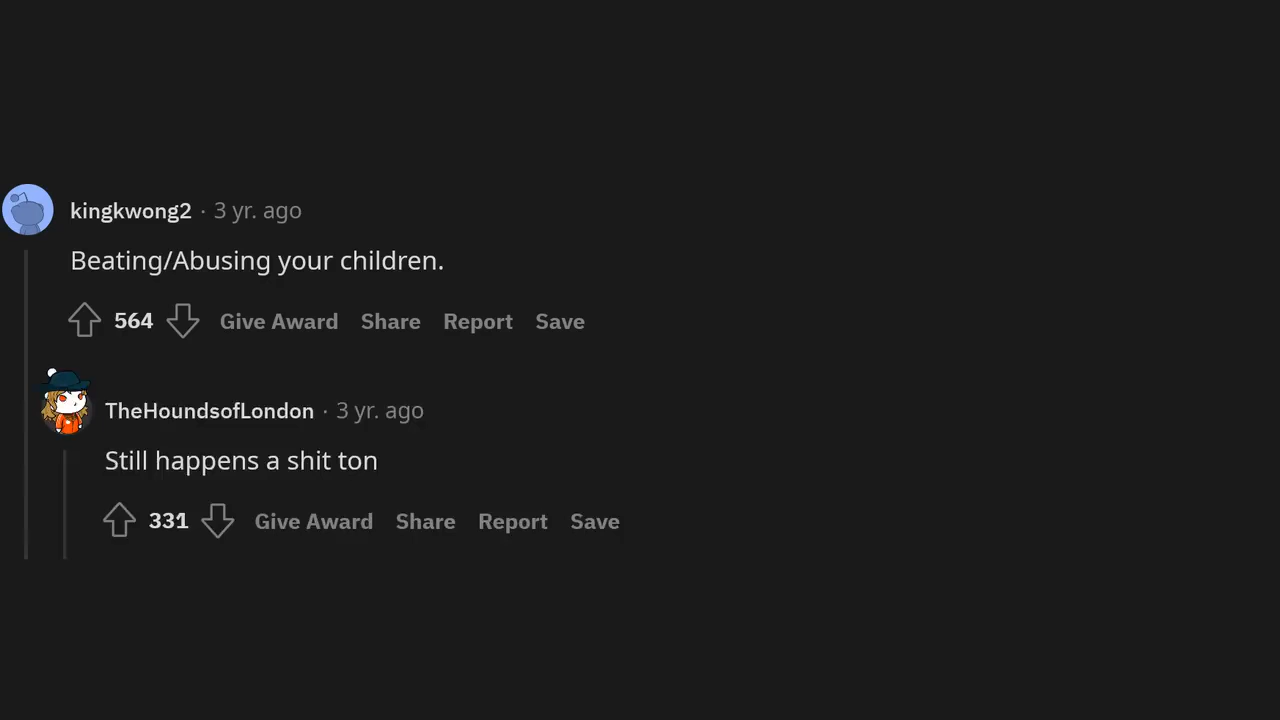 kingkwong2 · 3 yr. ago
Beating/Abusing your children.
564 Give Award Share Report Save
TheHoundsofLondon · 3 yr. ago
Still happens a shit ton
331 Give Award Share Report Save